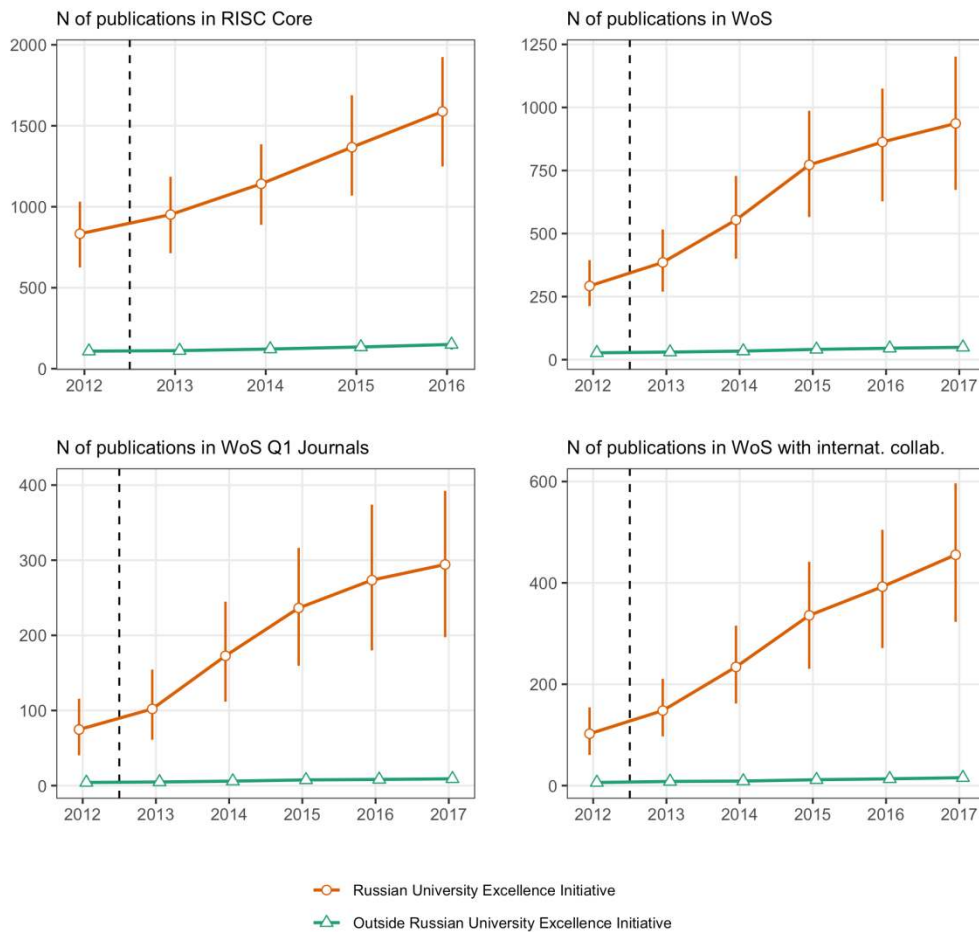 N of publications in RISC Core
2000
1500
1000
500
0
2012 2013 2014 2015 2016
N of publications in WoS
1250
1000
750
500
250
0
2012 2013 2014 2015 2016 2017
N of publications in WoS Q1 Journals
400
300
200
100
0
2012 2013 2014 2015 2016 2017
N of publications in WoS with internat. collab.
600
400
200
0
2012 2013 2014 2015 2016 2017
Russian University Excellence Initiative
Outside Russian University Excellence Initiative